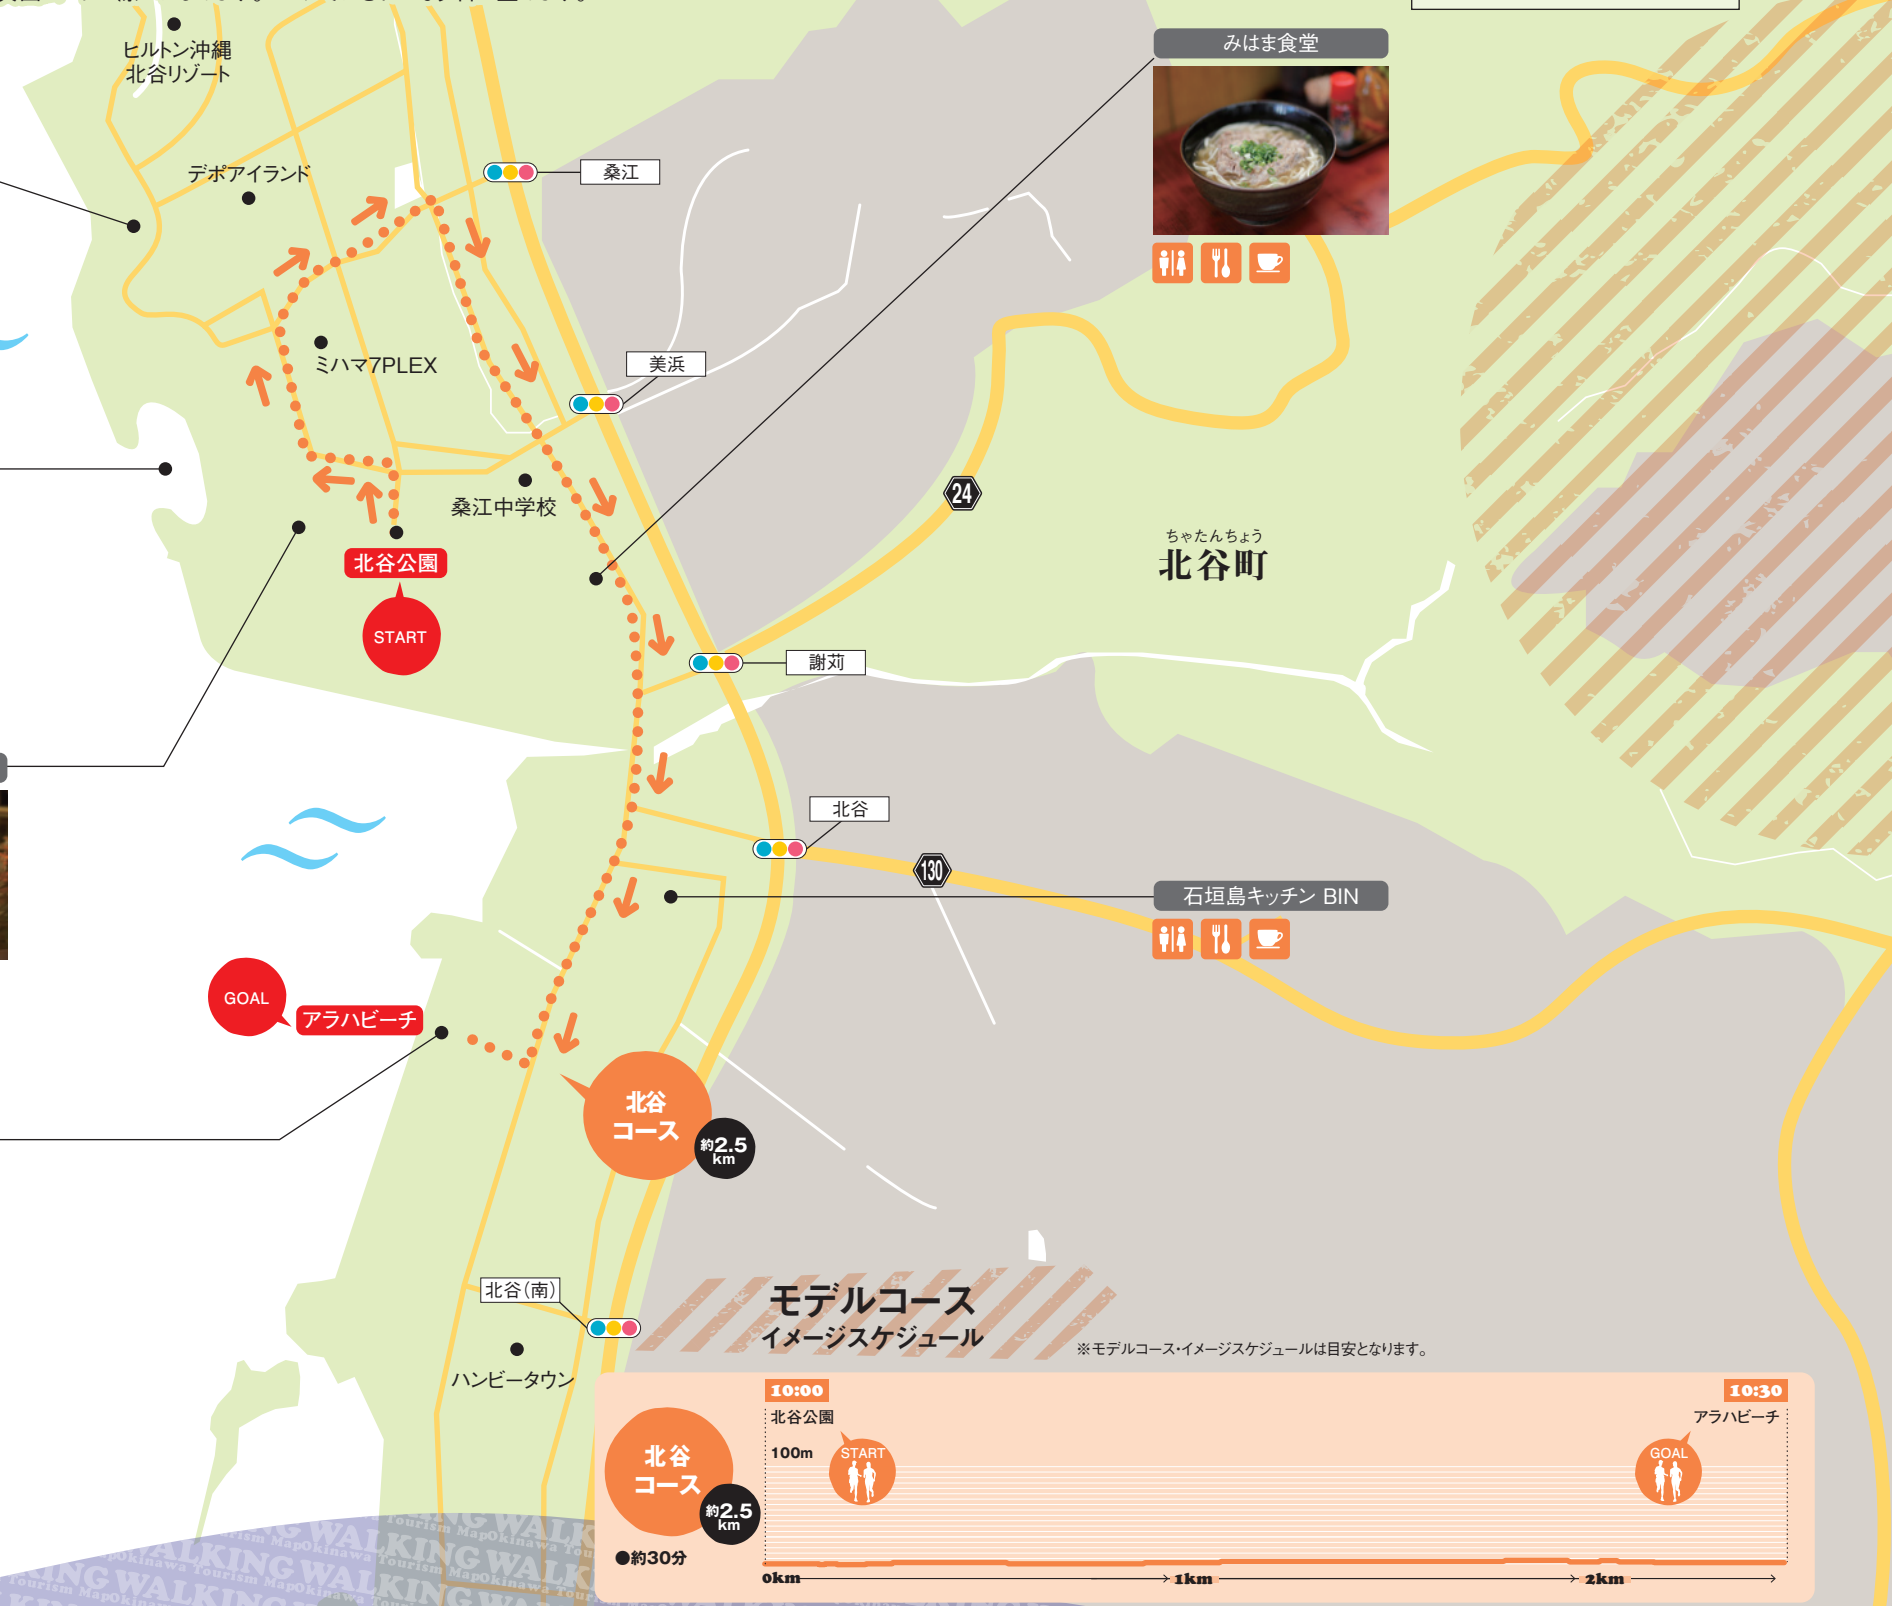 ヒルトン沖縄
北谷リゾート
デポアイランド
桑江
みはま食堂
ミハマ7PLEX
美浜
桑江中学校
24
ちゃたんちょう
北谷町
北谷公園
START
謝苅
北谷
130
石垣島キッチン BIN
GOAL
アラハビーチ
北谷
コース
約2.5
km
北谷(南)
ハンビータウン
モデルコース
イメージスケジュール
※モデルコース・イメージスケジュールは目安となります。
10:00
10:30
北谷公園
アラハビーチ
100m
START
GOAL
北谷
コース
約2.5
km
●約30分
0km
1km
2km
WALKING WALKING
Tourism MapOkinawa Tourism MapOkinawa